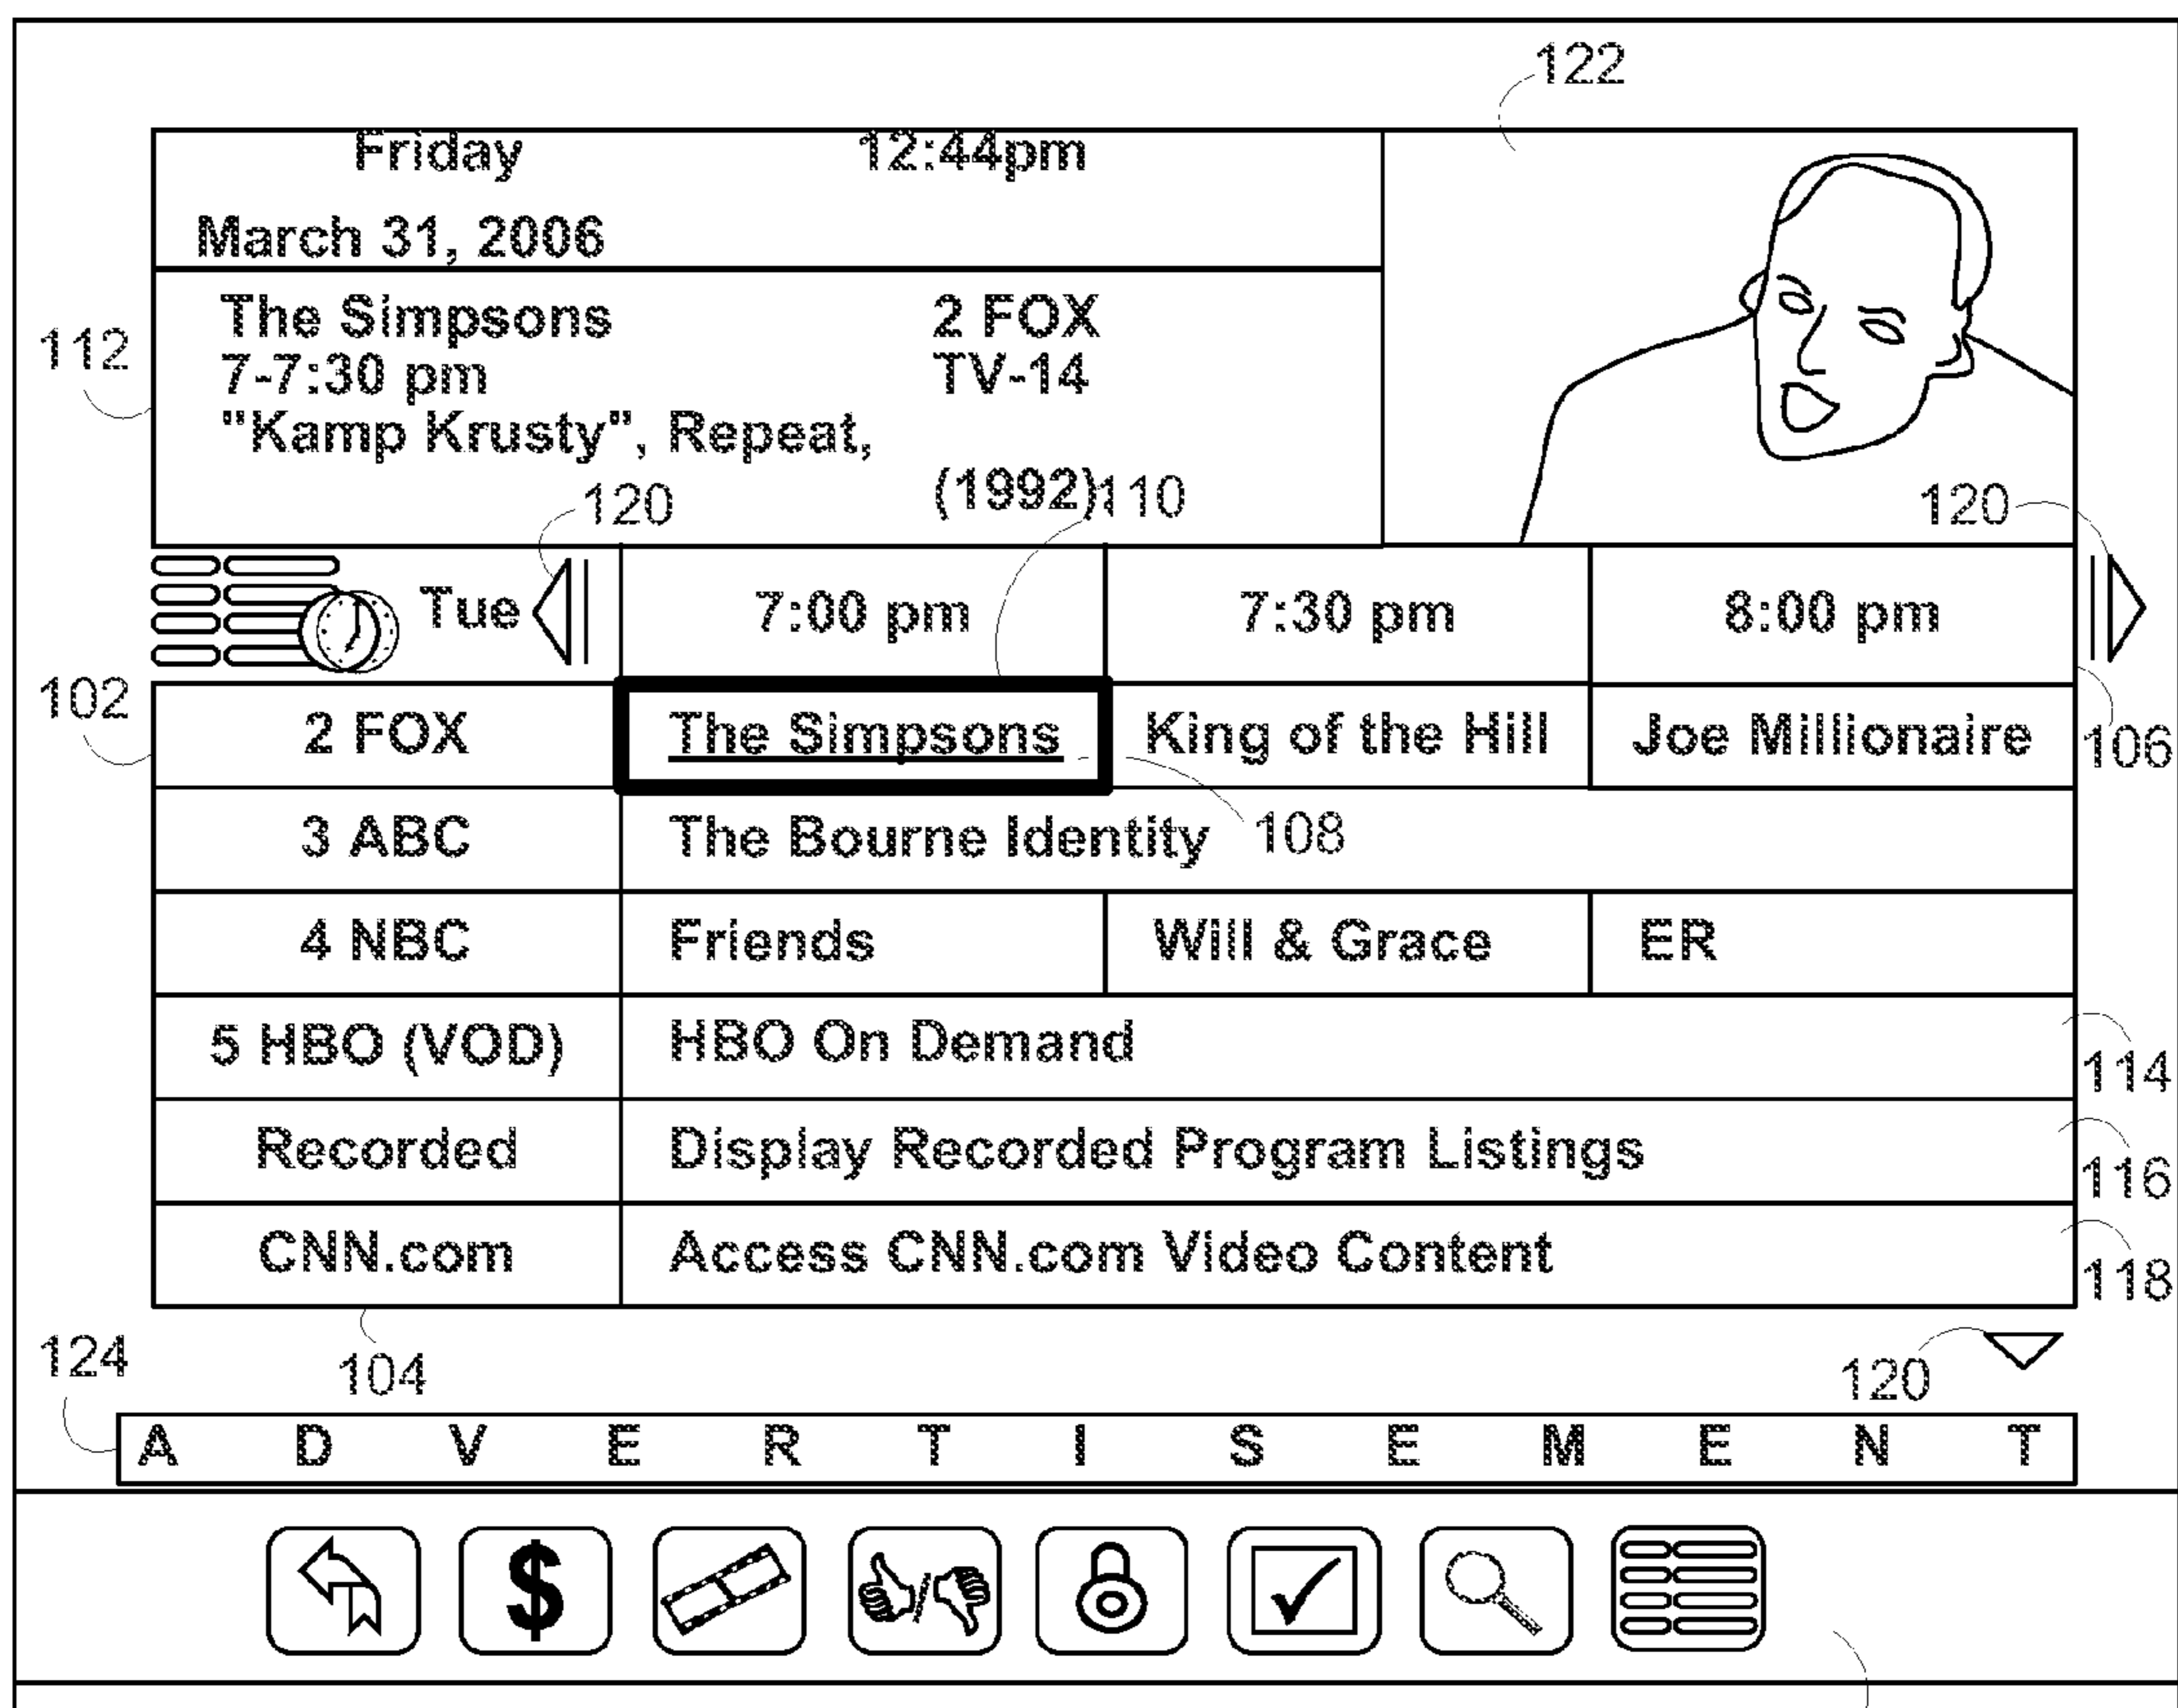 122
Friday 12:44pm
March 31, 2006
The Simpsons 2 FOX
112
7-7:30 pm TV-14
"Kamp Krusty", Repeat,
(1992)
120 110 120
Tue 7:00 pm 7:30 pm 8:00 pm
102
2 FOX The Simpsons King of the Hill Joe Millionaire
106
3 ABC The Bourne Identity 108
4 NBC Friends Will & Grace ER
5 HBO (VOD) HBO On Demand
114
Recorded Display Recorded Program Listings
116
CNN.com Access CNN.com Video Content
118
124 104 120
A D V E R T I S E M E N T
$